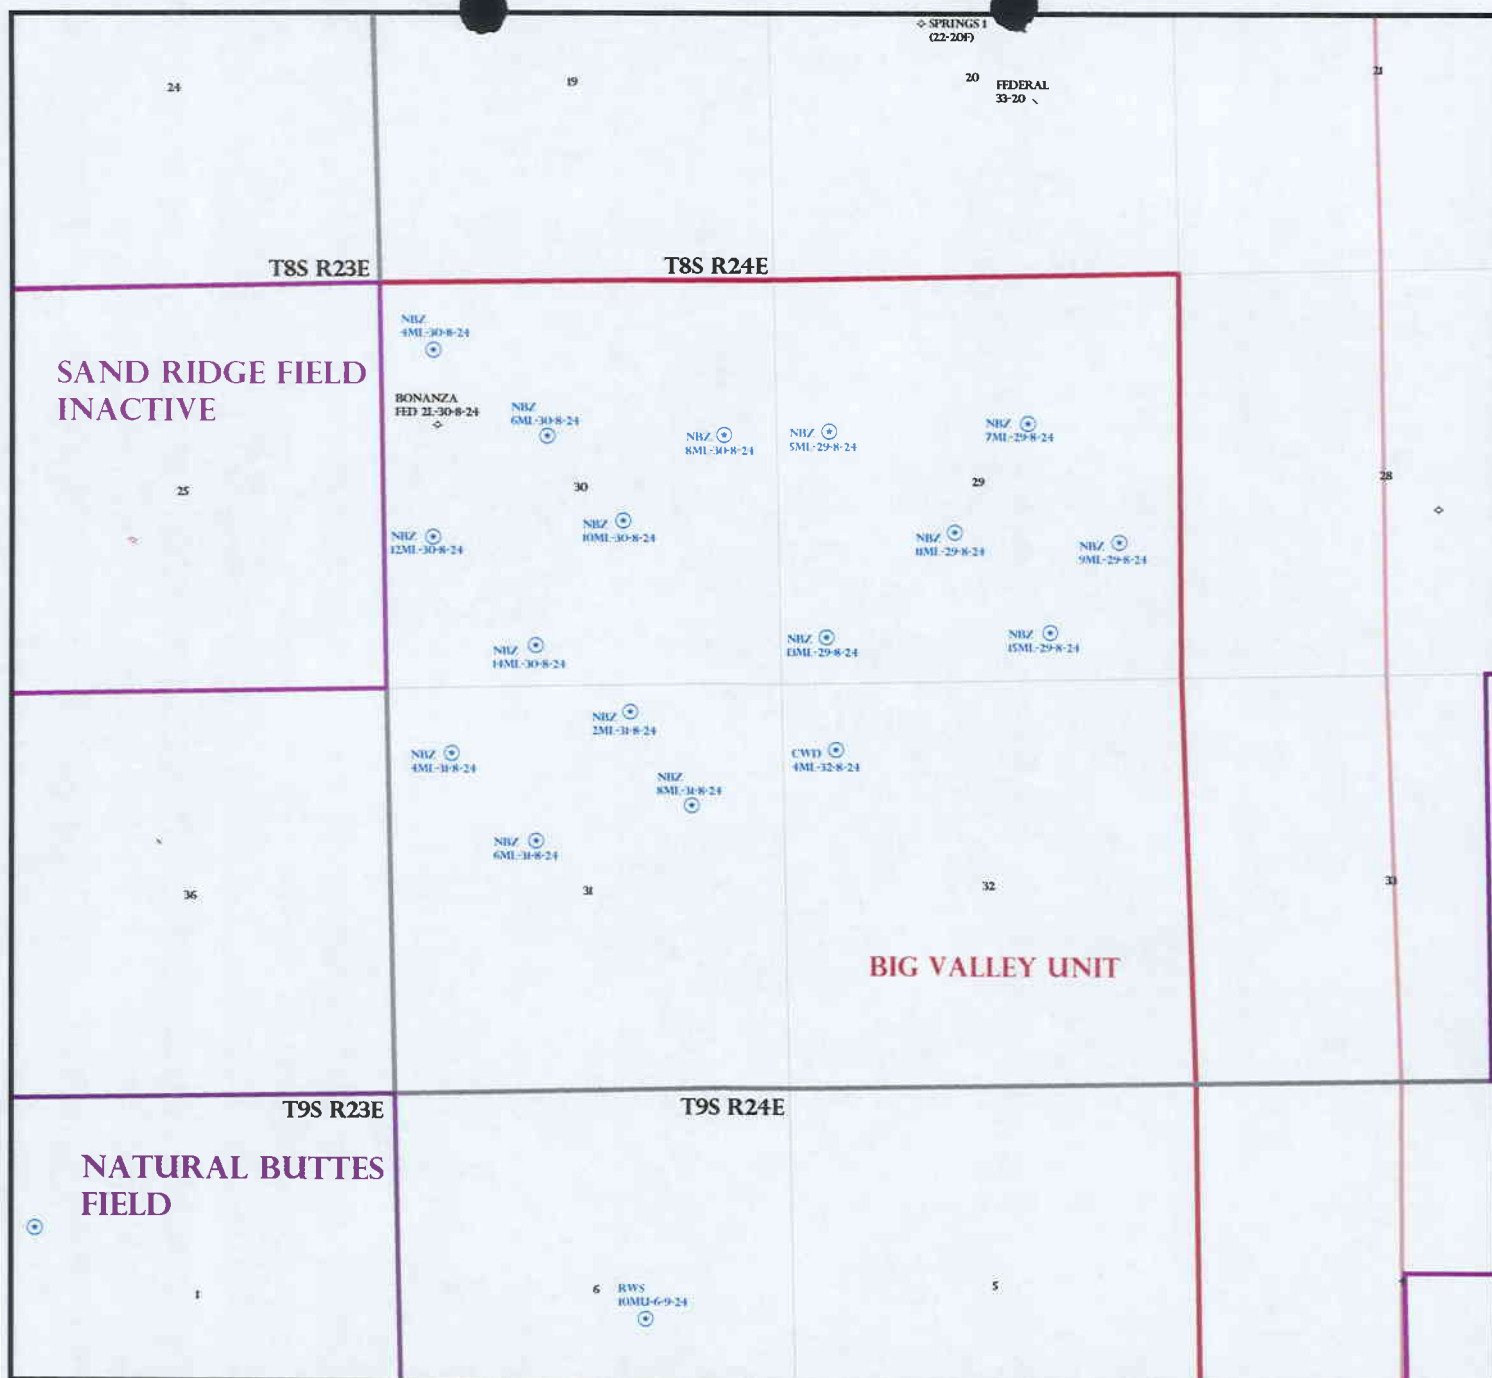 SPRINGS 1
(22-20F)
24
19
20
FEDERAL
33-20
21
T8S R23E
T8S R24E
NBZ
4ML-30-8-24
SAND RIDGE FIELD
INACTIVE
BONANZA
FED 2L-30-8-24
NBZ
6ML-30-8-24
NBZ
8ML-30-8-24
NBZ
5ML-29-8-24
NBZ
7ML-29-8-24
25
30
29
28
NBZ
12ML-30-8-24
NBZ
10ML-30-8-24
NBZ
11ML-29-8-24
NBZ
9ML-29-8-24
NBZ
14ML-30-8-24
NBZ
13ML-29-8-24
NBZ
15ML-29-8-24
NBZ
2ML-31-8-24
NBZ
4ML-31-8-24
NBZ
8ML-31-8-24
CWD
4ML-32-8-24
NBZ
6ML-31-8-24
36
31
32
33
BIG VALLEY UNIT
T9S R23E
T9S R24E
NATURAL BUTTES
FIELD
1
6
RWS
10MU-6-9-24
5